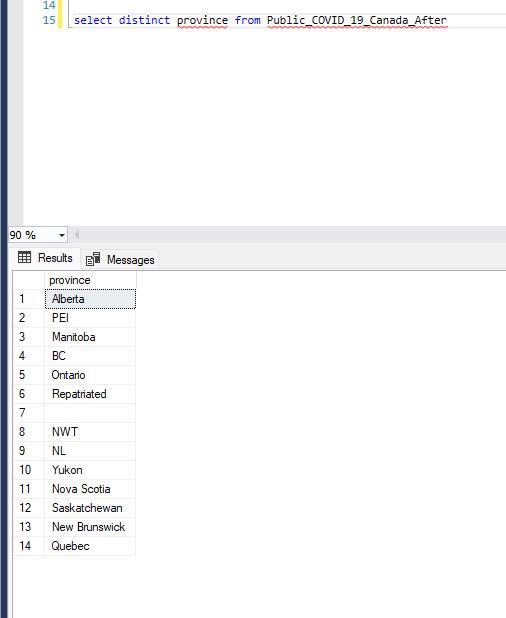 14
15 select distinct province from Public_COVID_19_Canada_After
90 %
Results Messages
province
1 Alberta
2 PEI
3 Manitoba
4 BC
5 Ontario
6 Repatriated
7
8 NWT
9 NL
10 Yukon
11 Nova Scotia
12 Saskatchewan
13 New Brunswick
14 Quebec